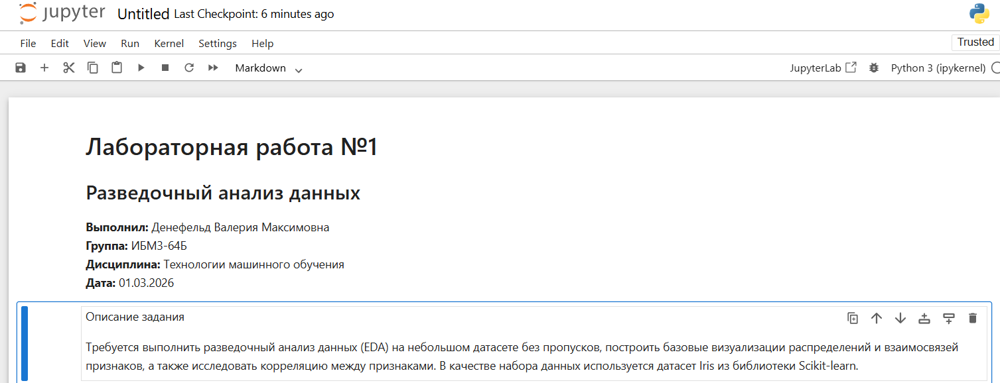 jupyter Untitled Last Checkpoint: 6 minutes ago
File Edit View Run Kernel Settings Help
Trusted
Markdown
JupyterLab Python 3 (ipykernel)
Лабораторная работа №1
Разведочный анализ данных
Выполнил: Денефельд Валерия Максимовна
Группа: ИБМ3-64Б
Дисциплина: Технологии машинного обучения
Дата: 01.03.2026
Описание задания
Требуется выполнить разведочный анализ данных (EDA) на небольшом датасете без пропусков, построить базовые визуализации распределений и взаимосвязей
признаков, а также исследовать корреляцию между признаками. В качестве набора данных используется датасет Iris из библиотеки Scikit-learn.